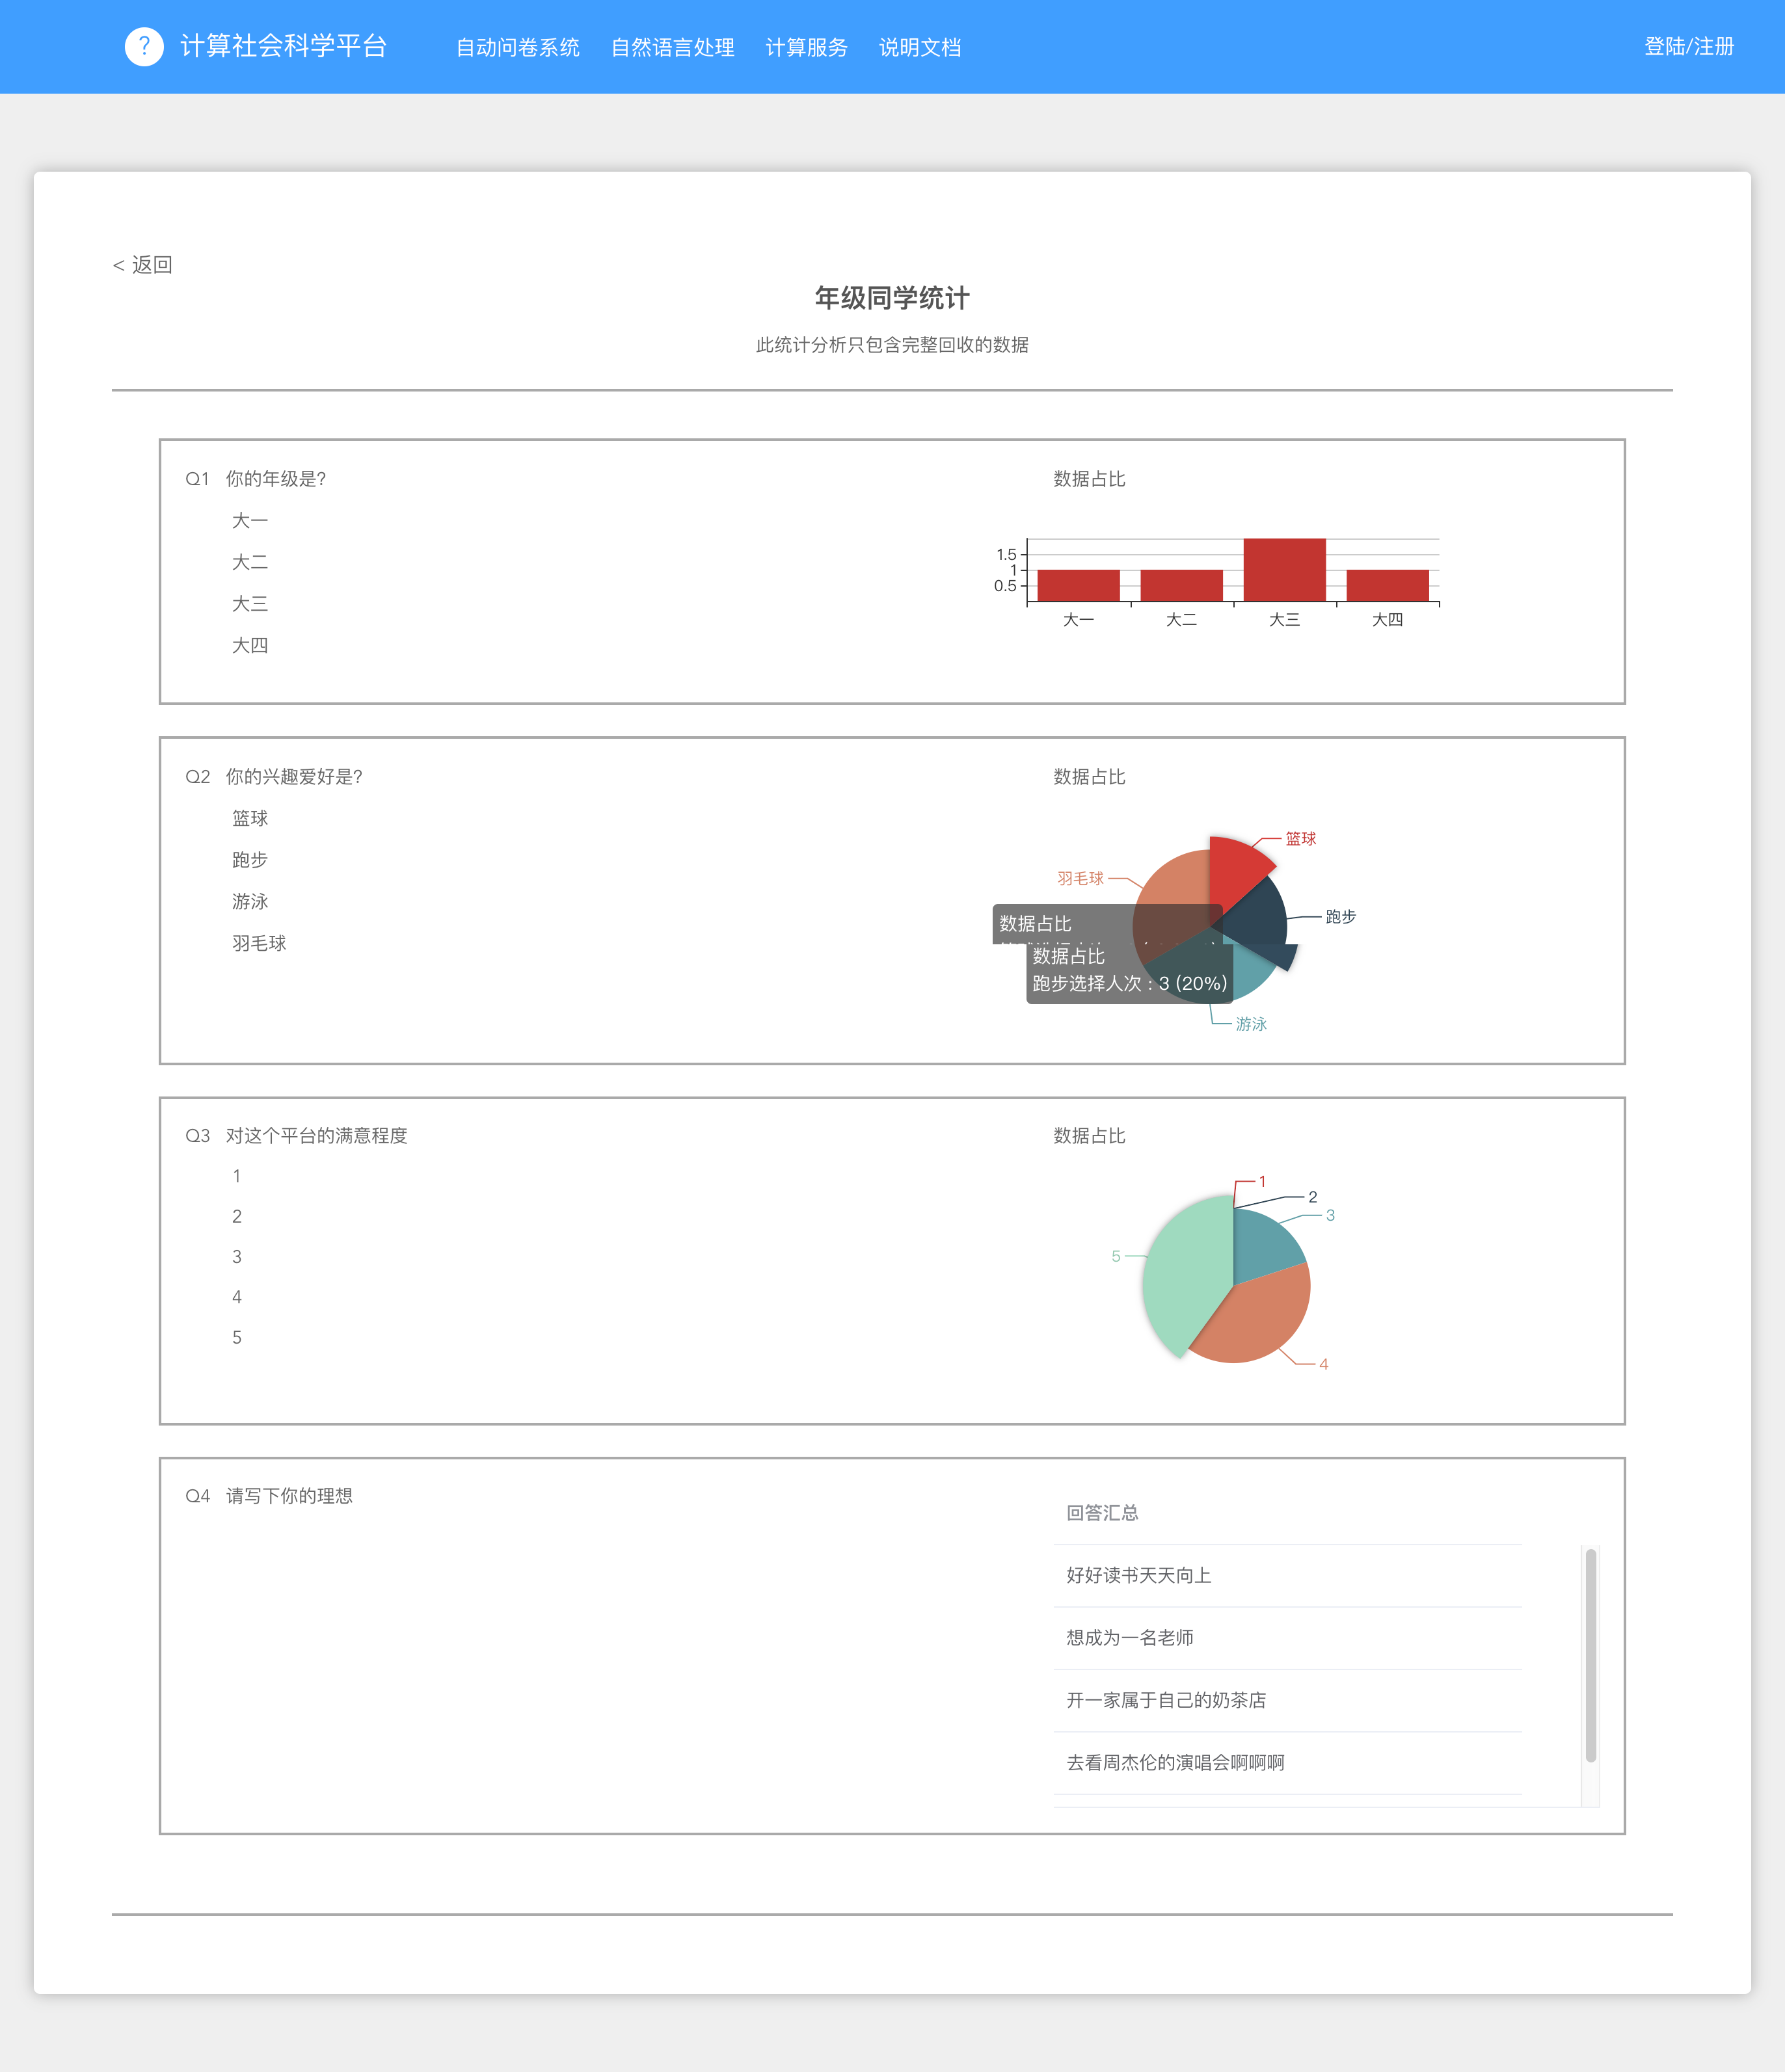 ? 计算社会科学平台 自动问卷系统 自然语言处理 计算服务 说明文档 登陆/注册
< 返回
年级同学统计
此统计分析只包含完整回收的数据
Q1 你的年级是?
大一
大二
大三
大四
数据占比
1.5
1
0.5
大一 大二 大三 大四
Q2 你的兴趣爱好是?
篮球
跑步
游泳
羽毛球
数据占比
篮球
羽毛球
跑步
数据占比
数据占比
跑步选择人次 : 3 (20%)
游泳
Q3 对这个平台的满意程度
1
2
3
4
5
数据占比
1
2
3
5
4
Q4 请写下你的理想
回答汇总
好好读书天天向上
想成为一名老师
开一家属于自己的奶茶店
去看周杰伦的演唱会啊啊啊